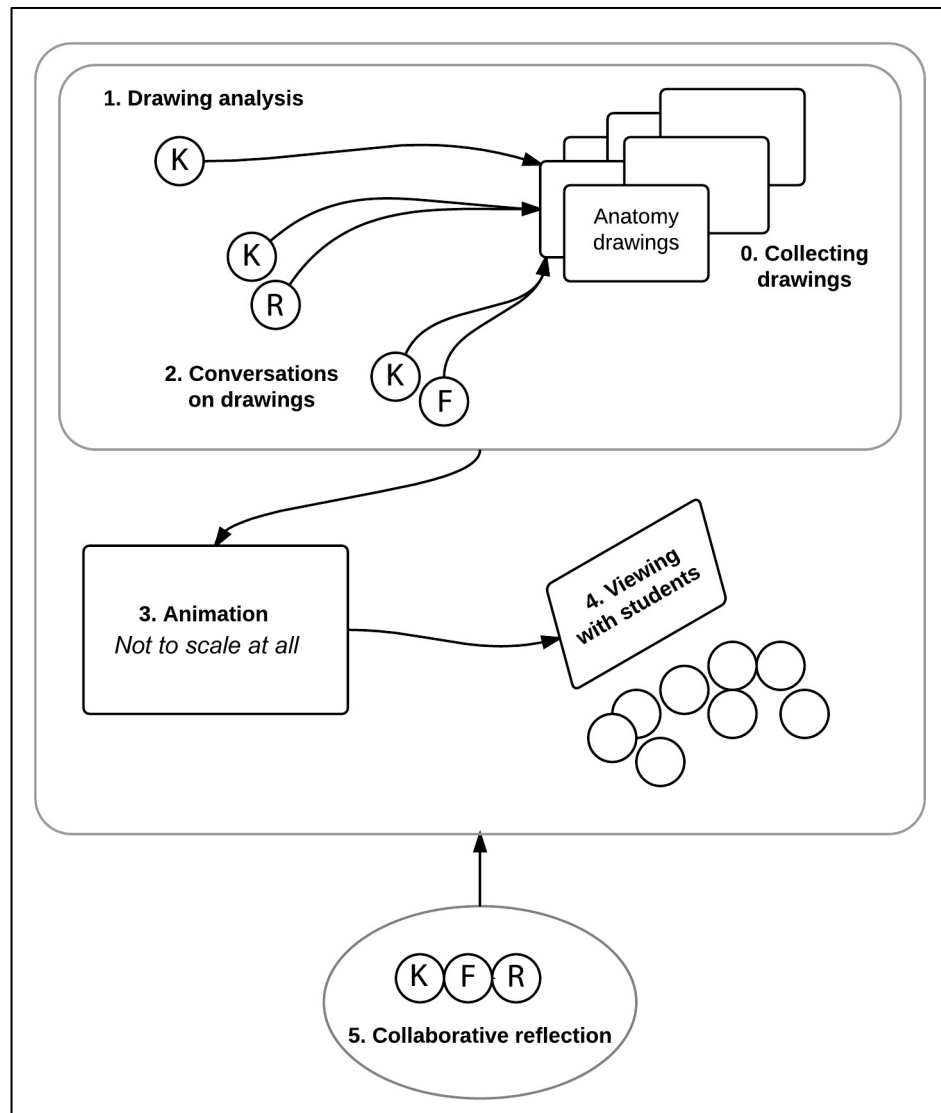 1. Drawing analysis
K
Anatomy
drawings
K
R
0. Collecting
drawings
2. Conversations
on drawings
K
F
3. Animation
Not to scale at all
4. Viewing
with students
K F R
5. Collaborative reflection